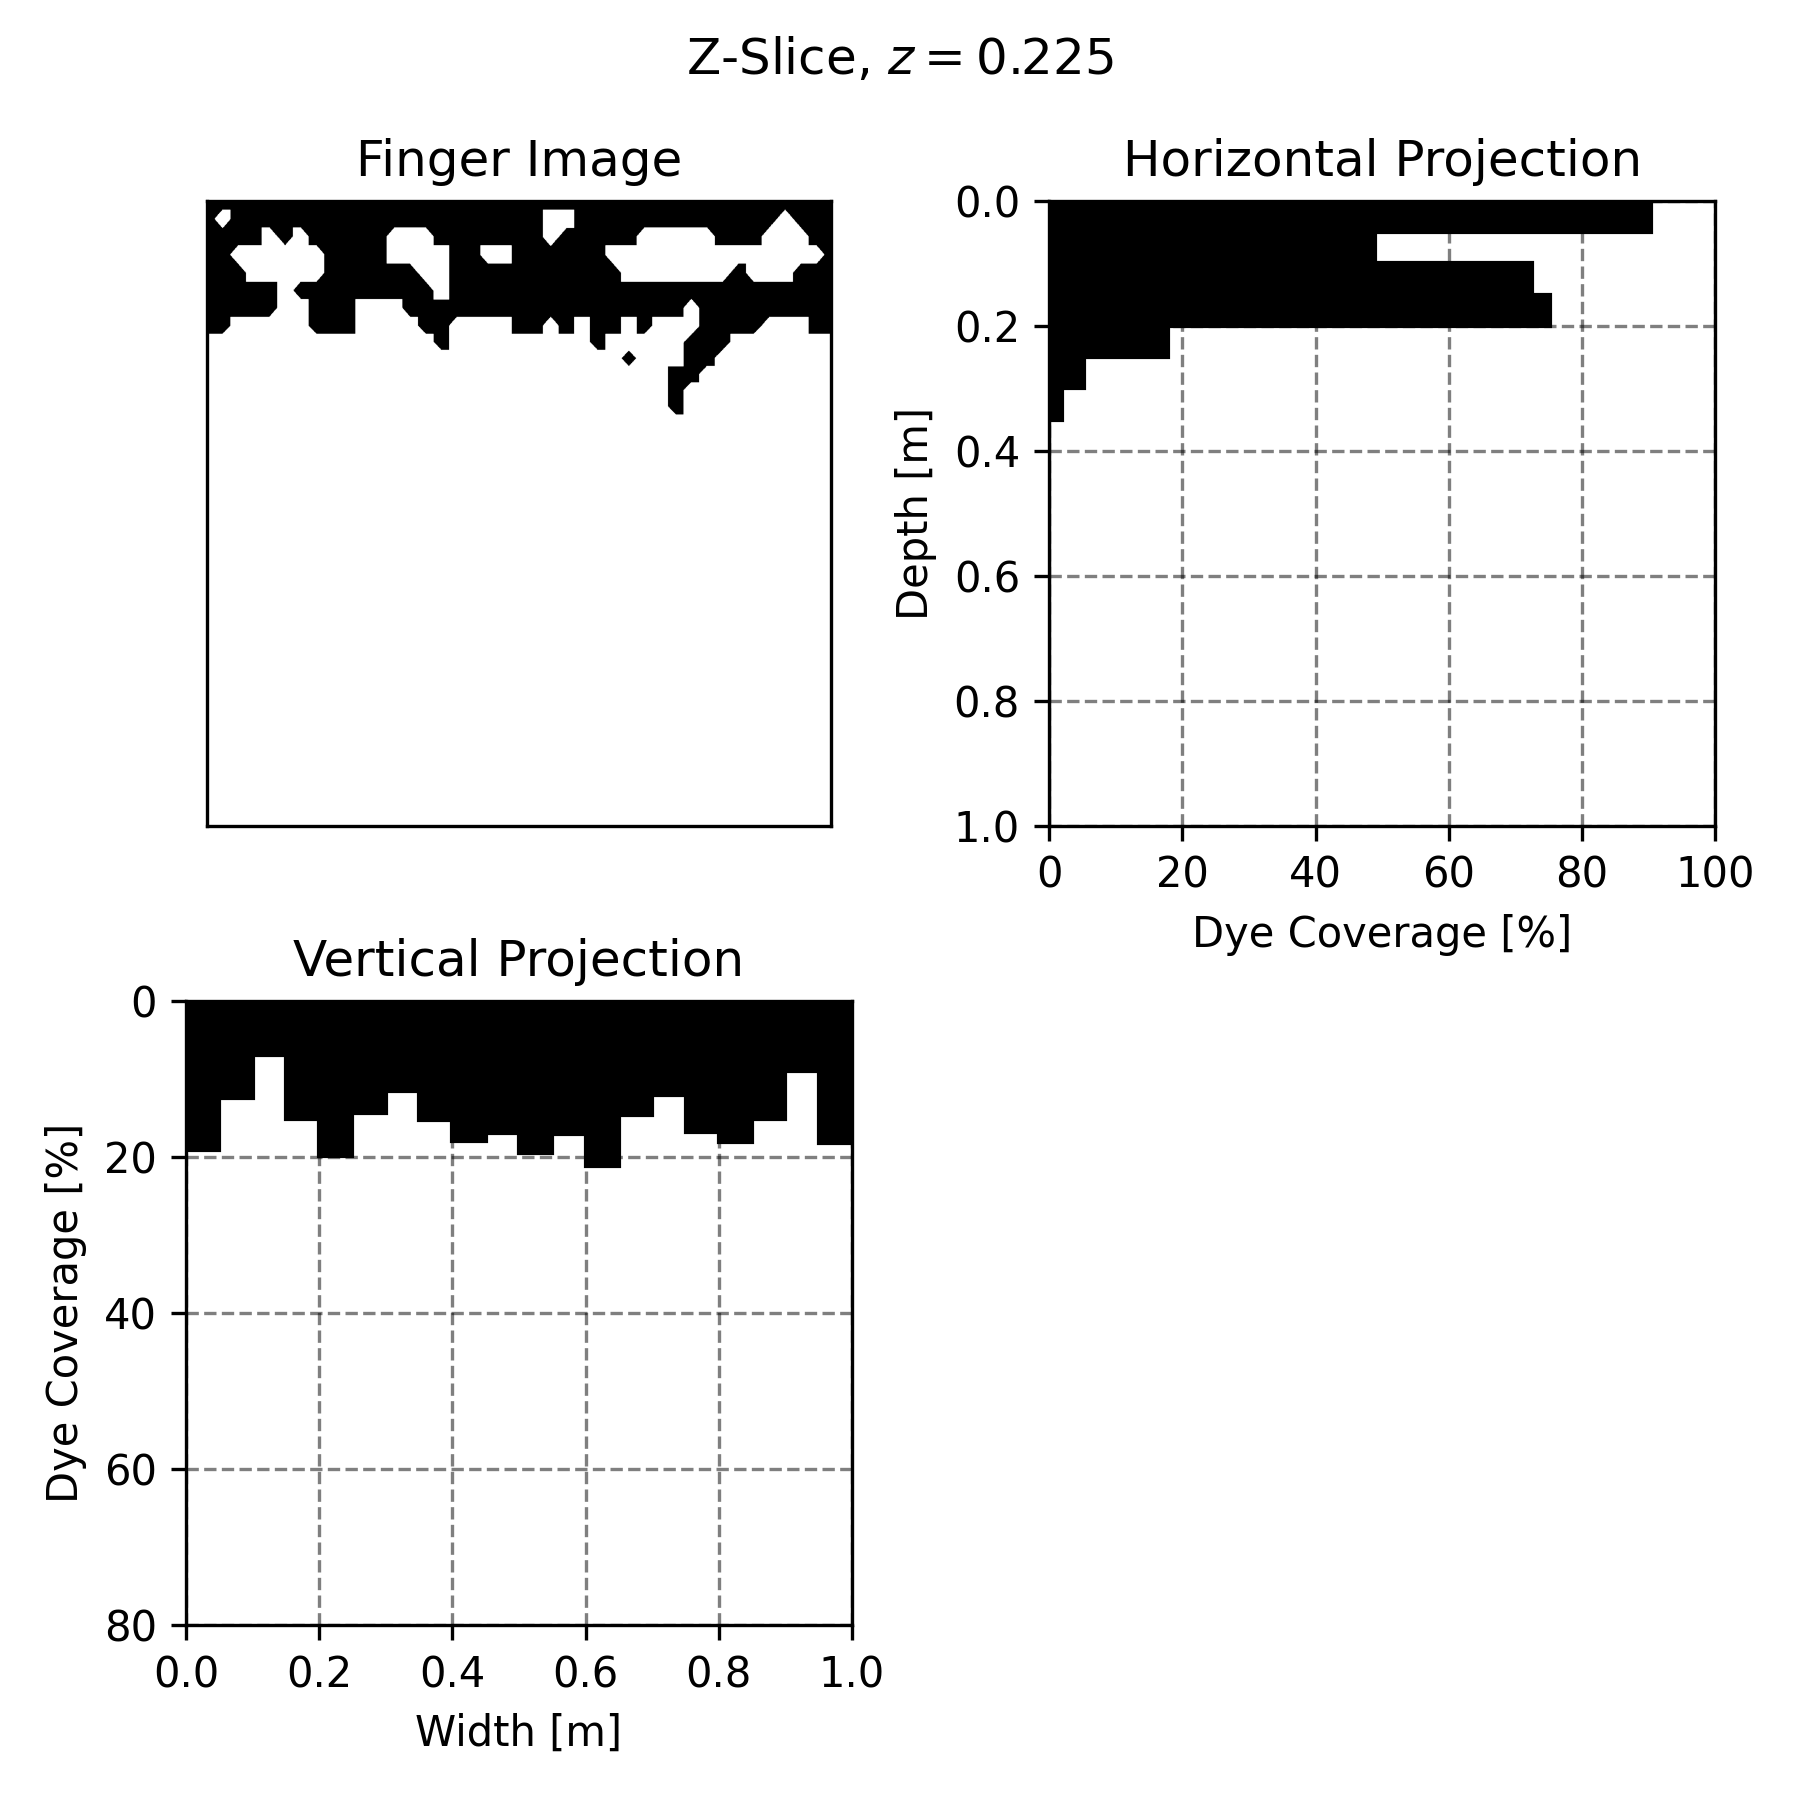 Z-Slice, z = 0.225
Finger Image
Horizontal Projection
0.0
0.2
0.4
0.6
0.8
1.0
Depth [m]
0 20 40 60 80 100
Dye Coverage [%]
Vertical Projection
0
20
40
60
80
Dye Coverage [%]
0.0 0.2 0.4 0.6 0.8 1.0
Width [m]